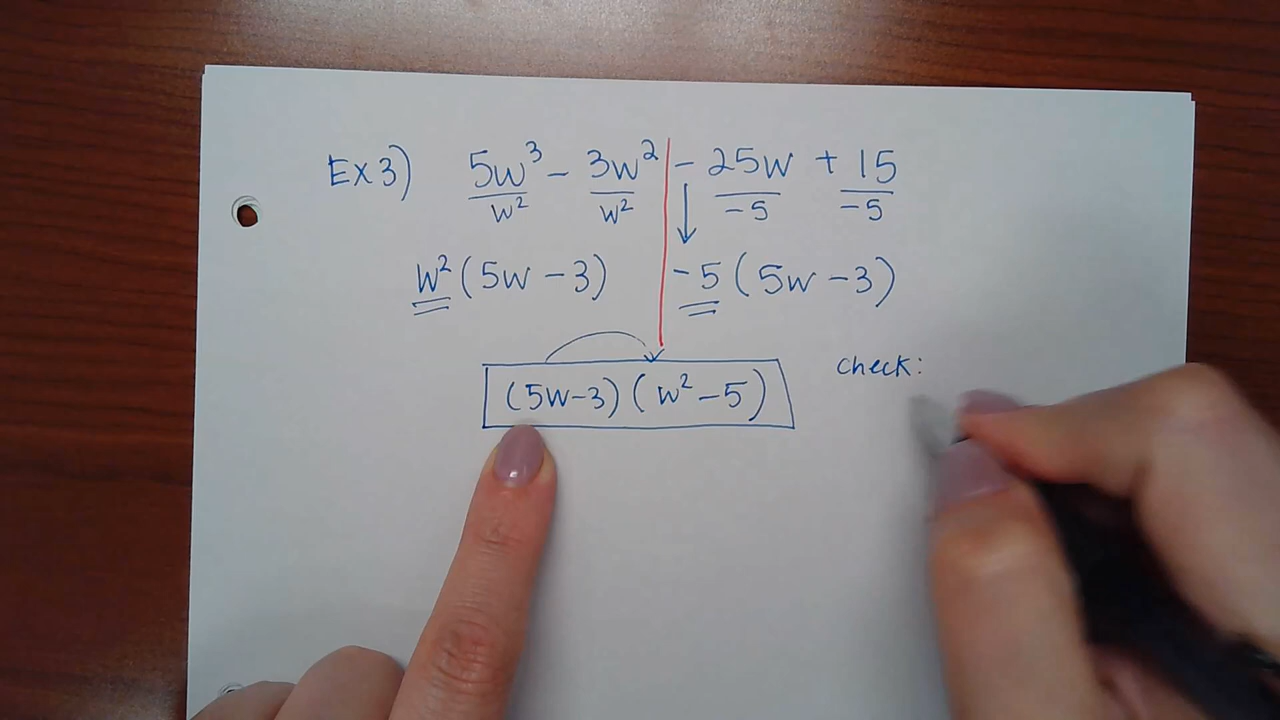 Ex 3) 5w³ - 3w² - 25w + 15
w² w² -5 -5
w²(5w - 3) -5(5w - 3)
check:
(5w-3)(w² -5)